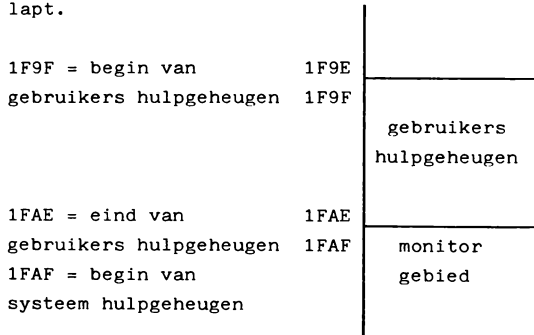 lapt.
1F9F = begin van 1F9E
gebruikers hulpgeheugen 1F9F
gebruikers
hulpgeheugen
1FAE = eind van 1FAE
gebruikers hulpgeheugen 1FAF monitor
1FAF = begin van gebied
systeem hulpgeheugen